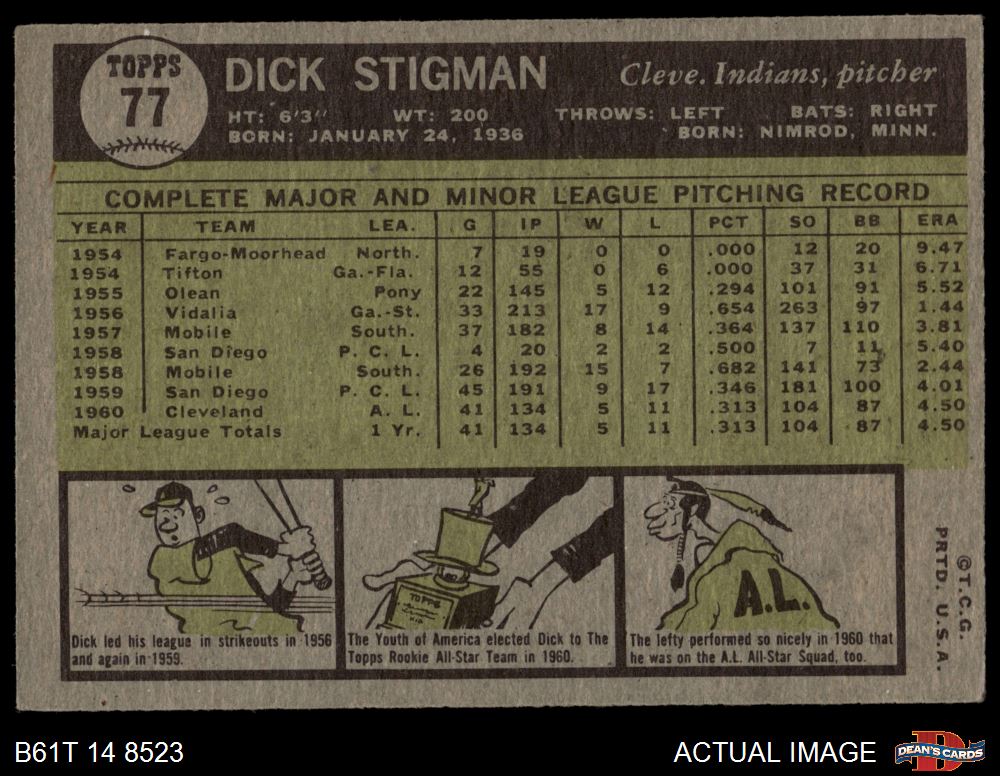 TOPPS
77
DICK STIGMAN
Cleve. Indians, pitcher
HT: 6'3" WT: 200 THROWS: LEFT BATS: RIGHT
BORN: JANUARY 24, 1936 BORN: NIMROD, MINN.
COMPLETE MAJOR AND MINOR LEAGUE PITCHING RECORD
YEAR TEAM LEA. G IP W L PCT SO BB ERA
1954 Fargo-Moorhead North. 7 19 0 0 .000 12 20 9.47
1954 Tifton Ga.-Fla. 12 55 0 6 .000 37 31 6.71
1955 Olean Pony 22 145 5 12 .294 101 91 5.52
1956 Vidalia Ga.-St. 33 213 17 9 .654 263 97 1.44
1957 Mobile South. 37 182 8 14 .364 137 110 3.81
1958 San Diego P. C. L. 4 20 2 2 .500 7 11 5.40
1958 Mobile South. 26 192 15 7 .682 141 73 2.44
1959 San Diego P. C. L. 45 191 9 17 .346 181 100 4.01
1960 Cleveland A. L. 41 134 5 11 .313 104 87 4.50
Major League Totals 1 Yr. 41 134 5 11 .313 104 87 4.50
Dick led his league in strikeouts in 1956
and again in 1959.
TOPPS
The Youth of America elected Dick to The
Topps Rookie All-Star Team in 1960.
A.L.
The lefty performed so nicely in 1960 that
he was on the A.L. All-Star Squad, too.
©T.C.G.
PRTD. U.S.A.
B61T 14 8523
ACTUAL IMAGE
DEAN'S CARDS